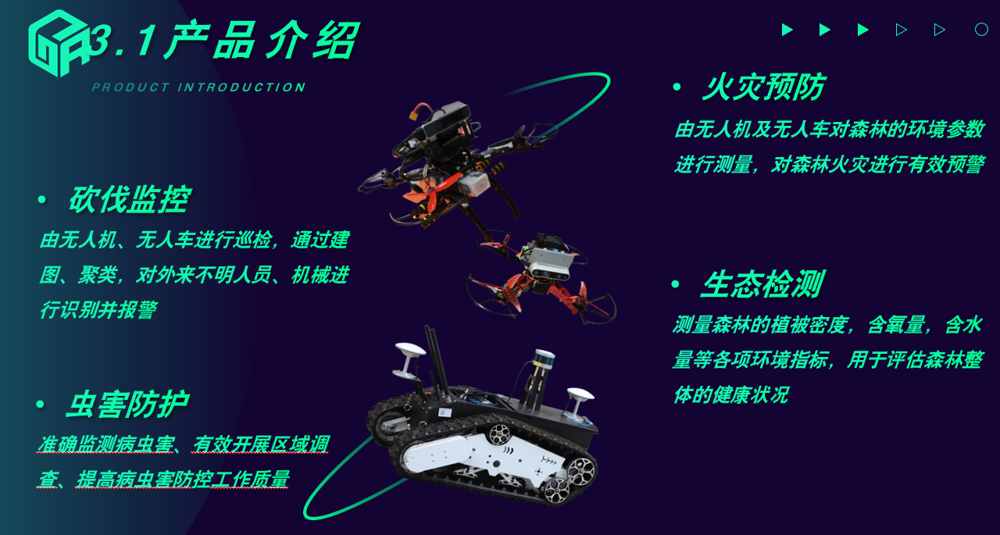 3.1产品介绍
PRODUCT INTRODUCTION
• 砍伐监控
由无人机、无人车进行巡检，通过建
图、聚类，对外来不明人员、机械进
行识别并报警
• 虫害防护
准确监测病虫害、有效开展区域调
查、提高病虫害防控工作质量
• 火灾预防
由无人机及无人车对森林的环境参数
进行测量，对森林火灾进行有效预警
• 生态检测
测量森林的植被密度，含氧量，含水
量等各项环境指标，用于评估森林整
体的健康状况